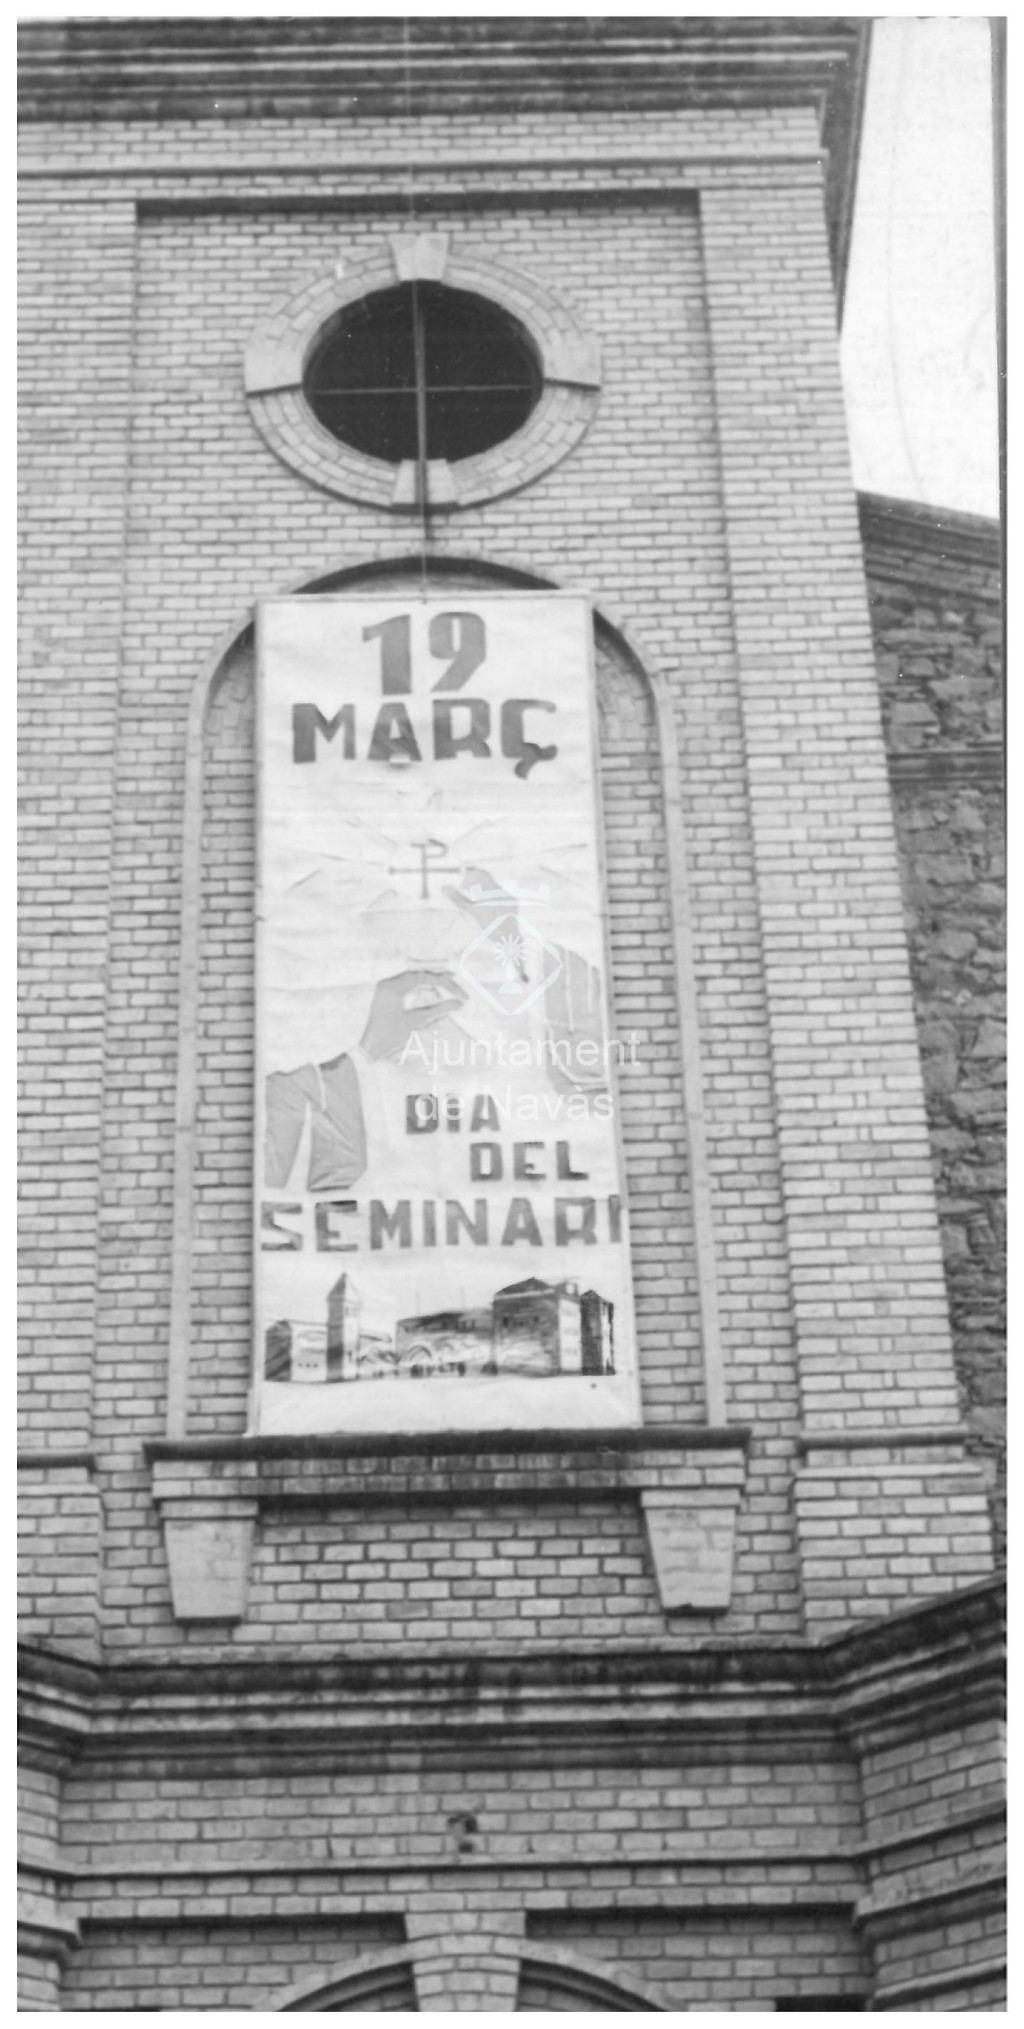 19
MARÇ
Ajuntament
de Navàs
DIA
DEL
SEMINARI